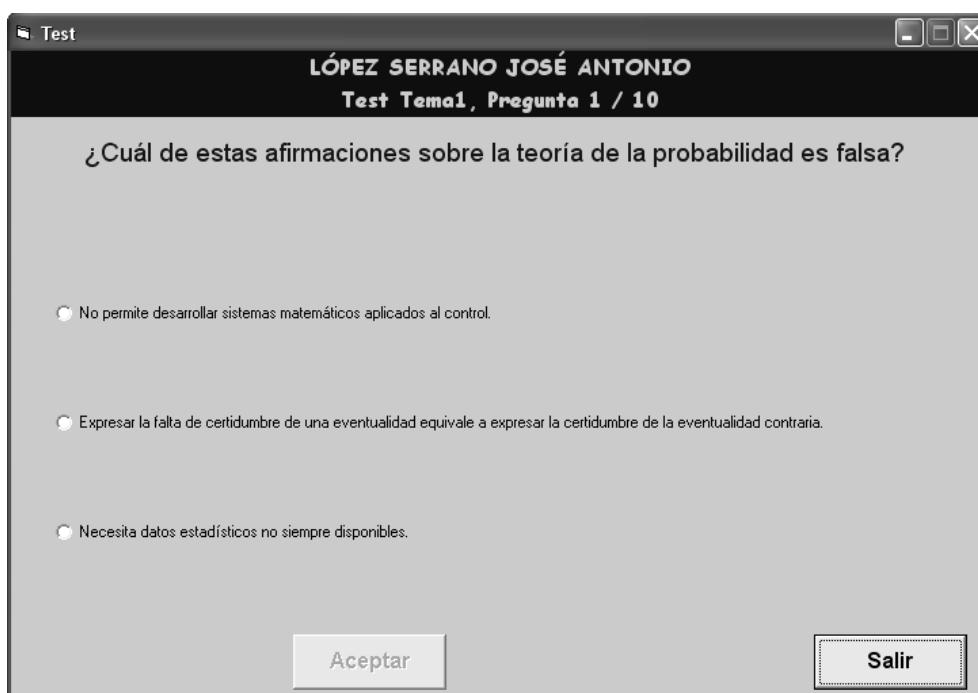 Test
LÓPEZ SERRANO JOSÉ ANTONIO
Test Tema1, Pregunta 1 / 10
¿Cuál de estas afirmaciones sobre la teoría de la probabilidad es falsa?
No permite desarrollar sistemas matemáticos aplicados al control.
Expresar la falta de certidumbre de una eventualidad equivale a expresar la certidumbre de la eventualidad contraria.
Necesita datos estadísticos no siempre disponibles.
Aceptar
Salir